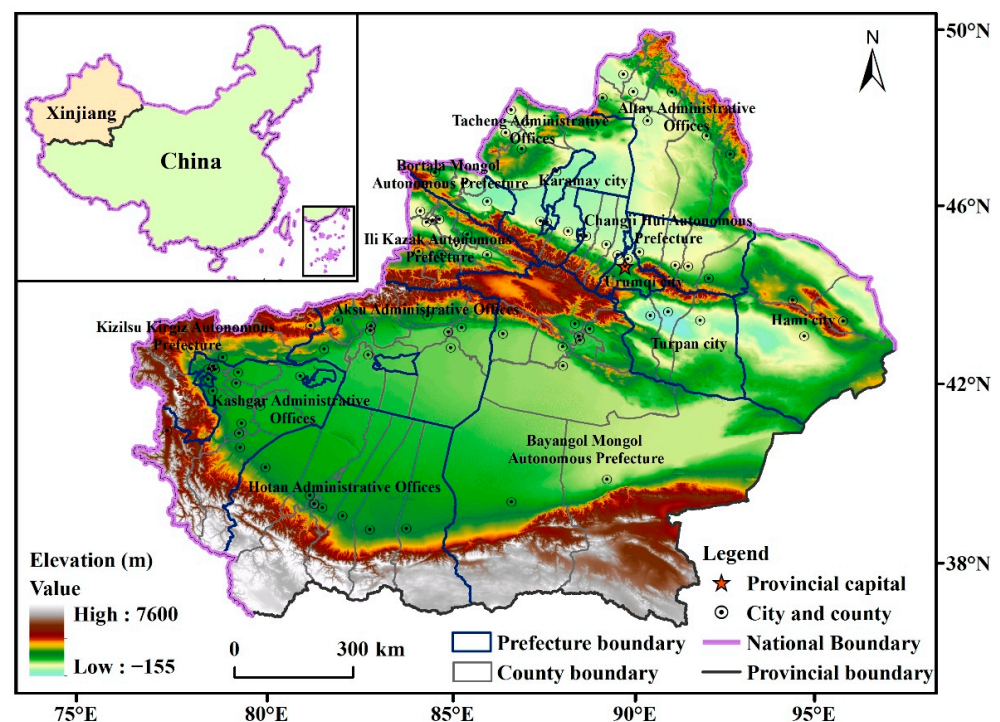 Xinjiang
China
N
50°N
46°N
42°N
38°N
Altay Administrative
Offices
Tacheng Administrative
Offices
Bortala Mongol
Autonomous Prefecture
Karamay city
Changji Hui Autonomous
Prefecture
Ili Kazak Autonomous
Prefecture
Urumqi city
Aksu Administrative Offices
Kizilsu Kirgiz Autonomous
Prefecture
Hami city
Turpan city
Kashgar Administrative
Offices
Bayangol Mongol
Autonomous Prefecture
Hotan Administrative Offices
Elevation (m)
Value
High : 7600
Low : −155
0 300 km
Legend
Provincial capital
City and county
Prefecture boundary
National Boundary
County boundary
Provincial boundary
75°E 80°E 85°E 90°E 95°E